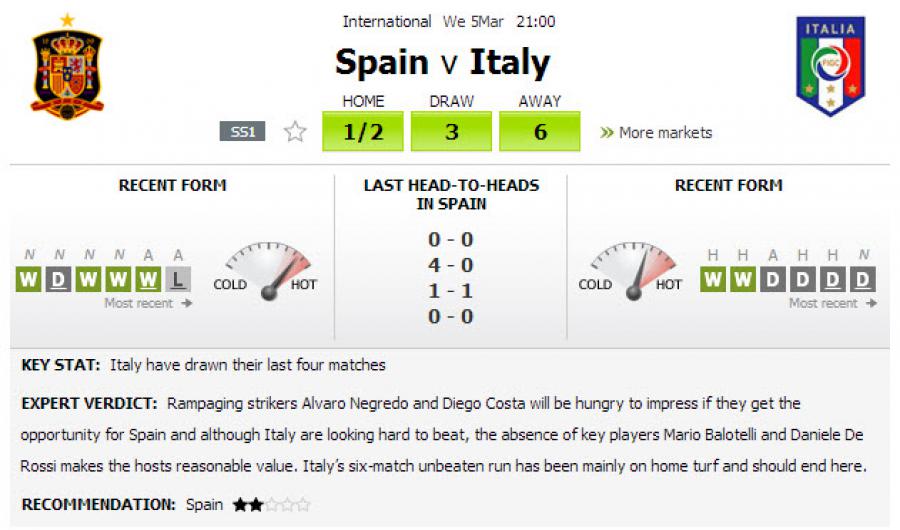 International We 5Mar 21:00
ITALIA
FIGC
Spain v Italy
HOME DRAW AWAY
SS1 1/2 3 6 » More markets
RECENT FORM
LAST HEAD-TO-HEADS
IN SPAIN
RECENT FORM
N N N N A A
W D W W W L
Most recent →
COLD HOT
0 - 0
4 - 0
1 - 1
0 - 0
COLD HOT
H H A H H N
W W D D D D
Most recent →
KEY STAT: Italy have drawn their last four matches
EXPERT VERDICT: Rampaging strikers Alvaro Negredo and Diego Costa will be hungry to impress if they get the
opportunity for Spain and although Italy are looking hard to beat, the absence of key players Mario Balotelli and Daniele De
Rossi makes the hosts reasonable value. Italy's six-match unbeaten run has been mainly on home turf and should end here.
RECOMMENDATION: Spain ★★☆☆☆